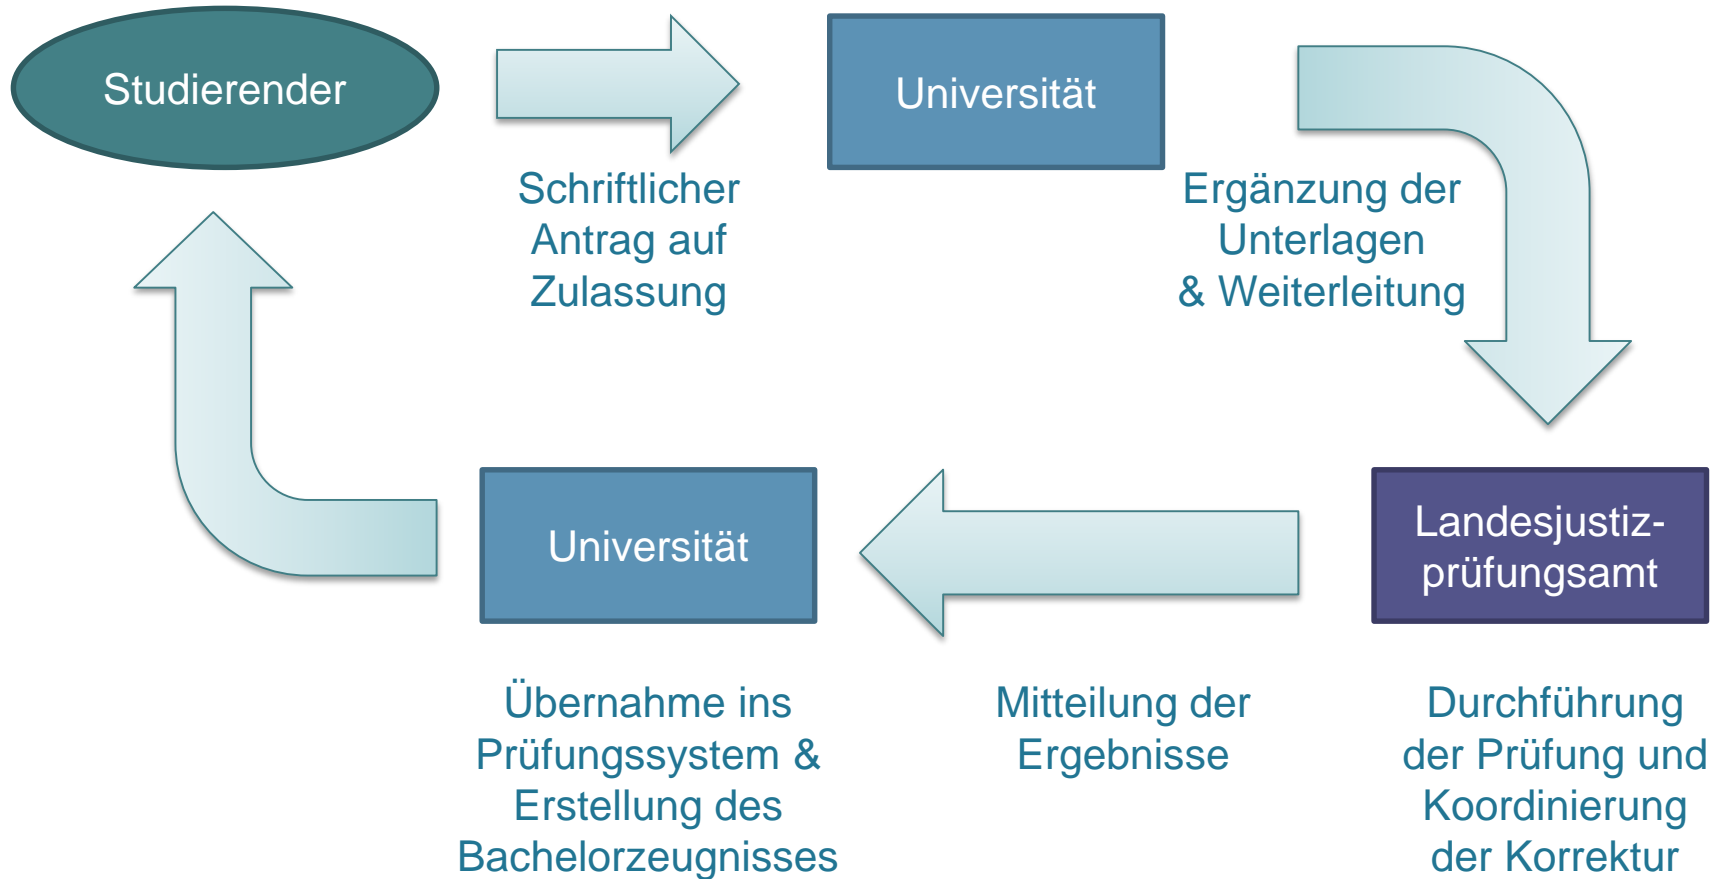 Studierender
Universität
Schriftlicher
Antrag auf
Zulassung
Ergänzung der
Unterlagen
& Weiterleitung
Universität
Landesjustiz-
prüfungsamt
Übernahme ins
Prüfungssystem &
Erstellung des
Bachelorzeugnisses
Mitteilung der
Ergebnisse
Durchführung
der Prüfung und
Koordinierung
der Korrektur